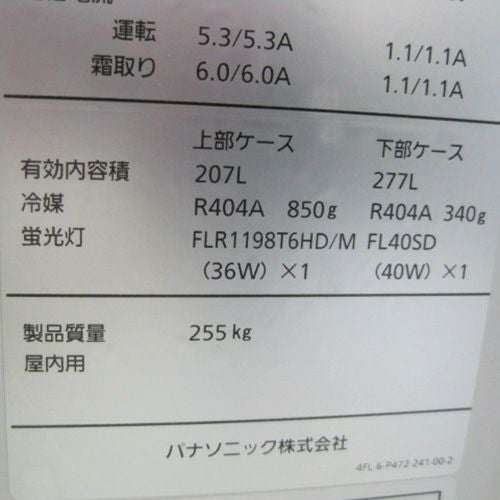 運転 5.3/5.3A 1.1/1.1A
霜取り 6.0/6.0A 1.1/1.1A
上部ケース 下部ケース
有効内容積 207L 277L
冷媒 R404A 850g R404A 340g
蛍光灯 FLR1198T6HD/M FL40SD
(36W)×1 (40W)×1
製品質量 255kg
屋内用
パナソニック株式会社
4FL-6-P472-241-00-2